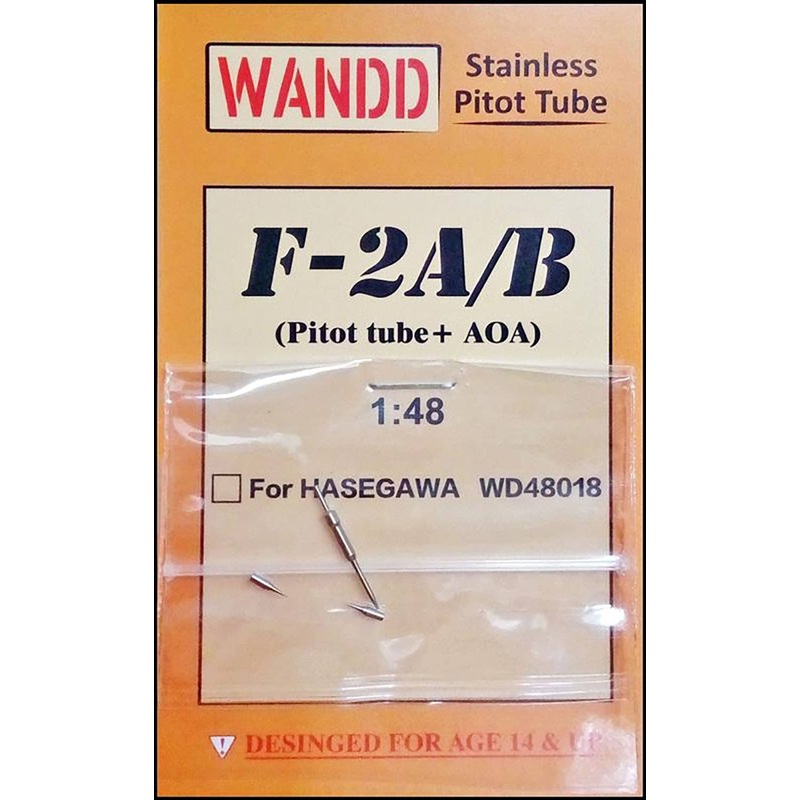 WANDD
Stainless
Pitot Tube
F-2A/B
(Pitot tube+ AOA)
1:48
For HASEGAWA WD48018
DESINGED FOR AGE 14 & UP